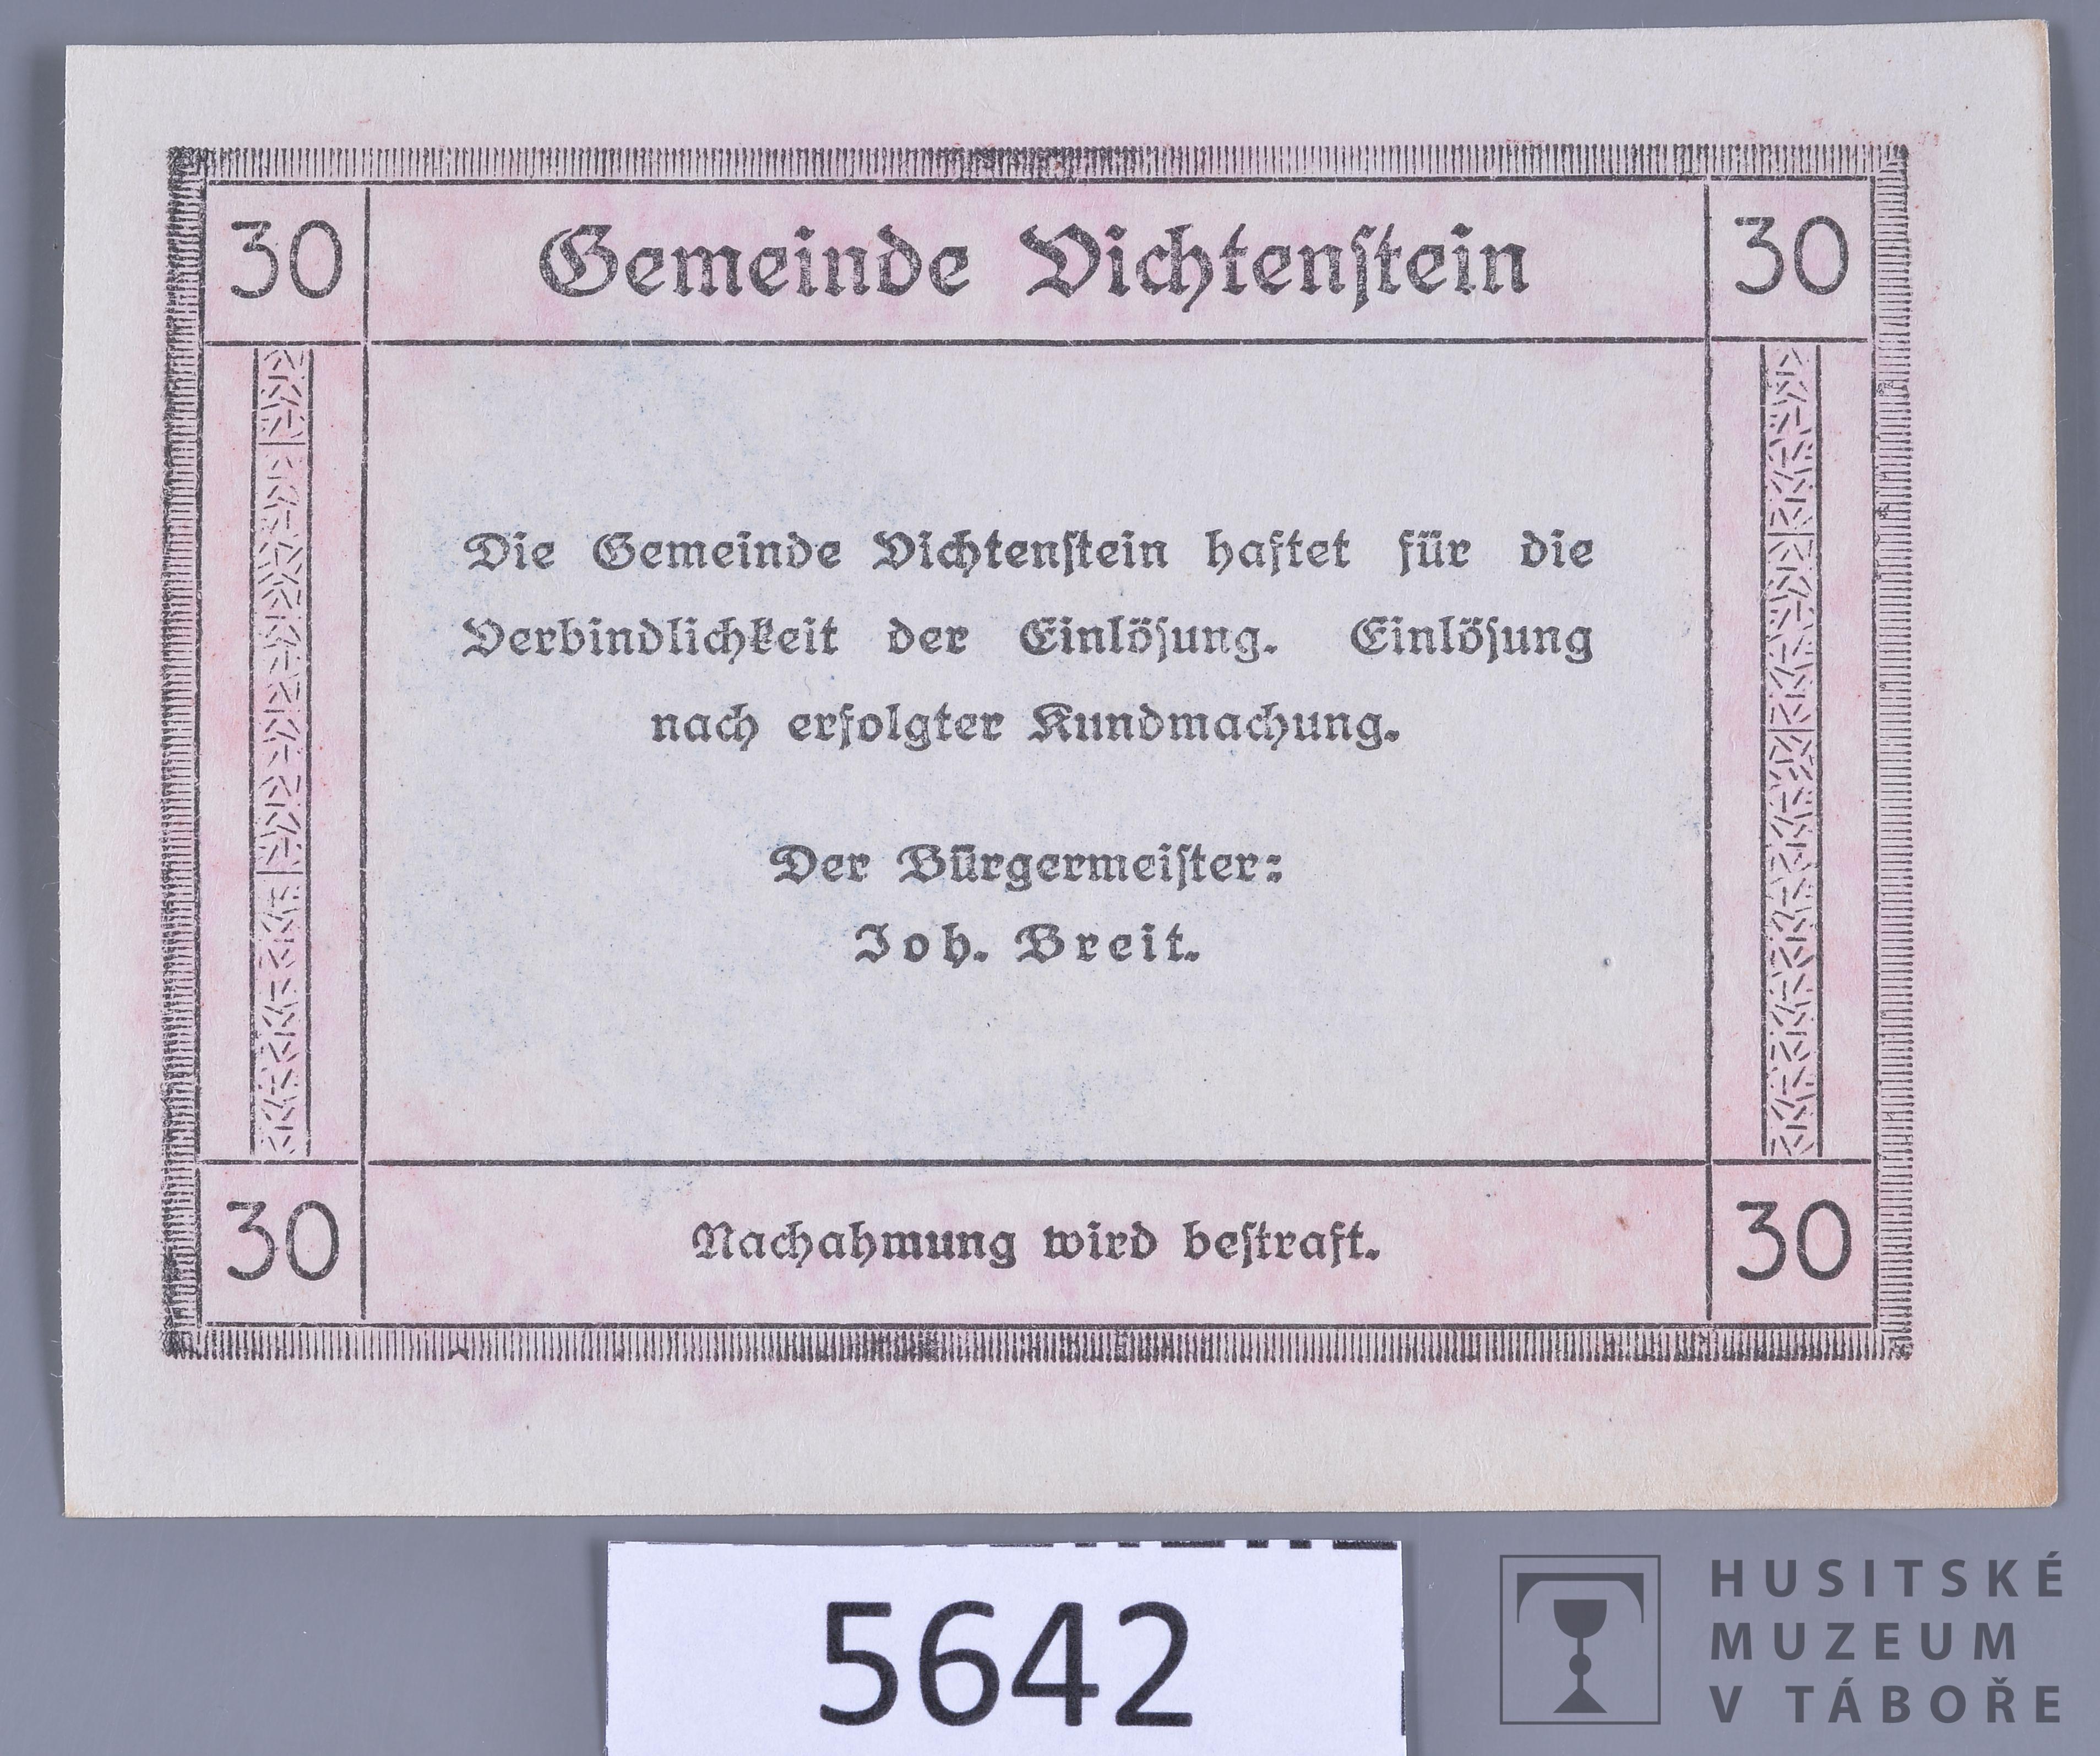 30 Gemeinde Vichtenstein 30
Die Gemeinde Vichtenstein haftet für die
Verbindlichkeit der Einlösung. Einlösung
nach erfolgter Kundmachung.
Der Bürgermeister:
Joh. Breit.
30 Nachahmung wird bestraft. 30
5642
HUSITSKÉ
MUZEUM
V TÁBOŘE